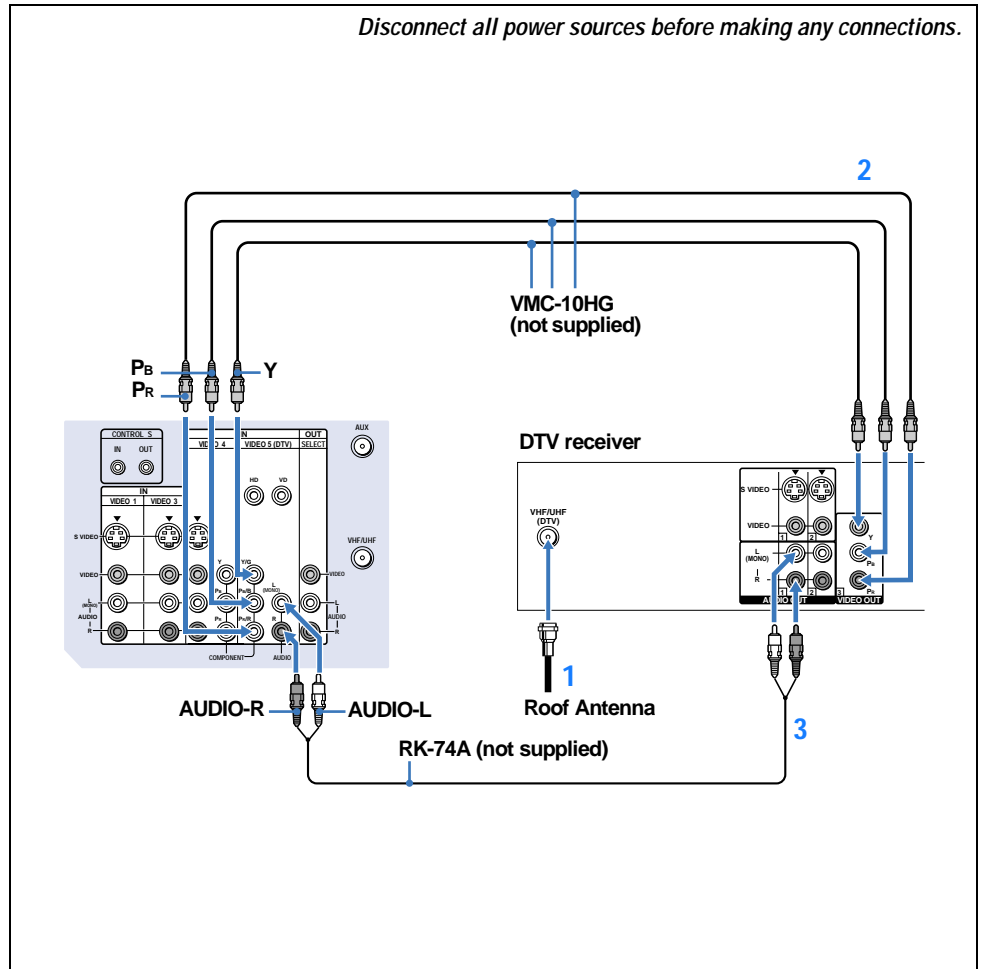 Disconnect all power sources before making any connections.
2
VMC-10HG
(not supplied)
PB
PR
Y
CONTROL S
IN OUT
IN
VIDEO 4 VIDEO 5 (DTV)
OUT
SELECT
AUX
HD VD
IN
VIDEO 1 VIDEO 3
S VIDEO
VHF/UHF
VIDEO
Y Y/G
L
(MONO)
VIDEO
PB PB/B
L
(MONO)
AUDIO
R
PR PR/R
R
L
AUDIO
R
COMPONENT
AUDIO
DTV receiver
VHF/UHF
(DTV)
S VIDEO
VIDEO
1 2
Y
L
(MONO)
PB
R
1 2
PR
AUDIO OUT
3
VIDEO OUT
1
Roof Antenna
3
AUDIO-R
AUDIO-L
RK-74A (not supplied)